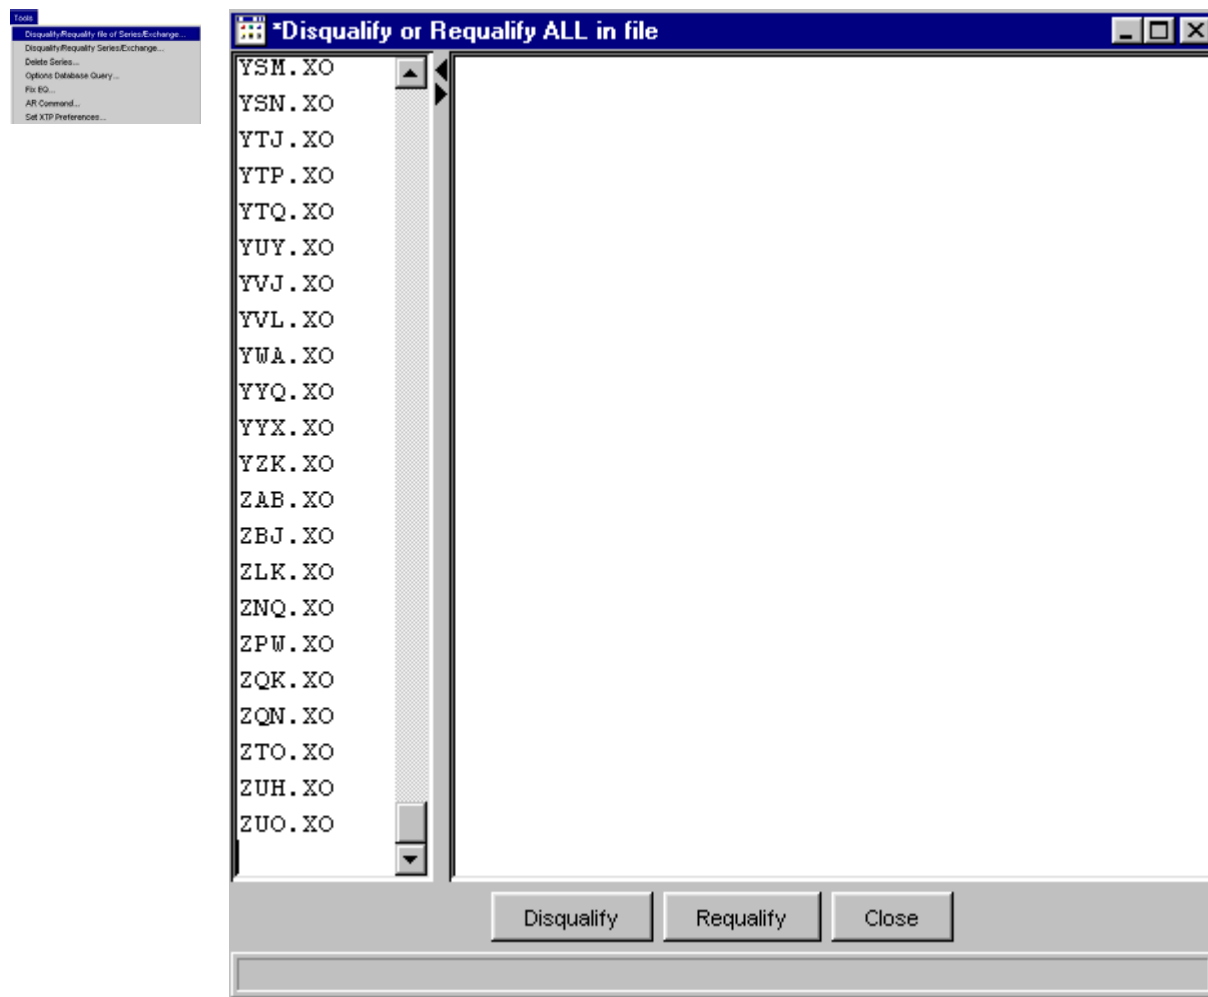 Tools
Disqualify/Requalify file of Series/Exchange...
Disqualify/Requalify Series/Exchange...
Delete Series...
Options Database Query...
Fix EQ...
AR Command...
Set XTP Preferences...
*Disqualify or Requalify ALL in file
YSM.XO
YSN.XO
YTJ.XO
YTP.XO
YTQ.XO
YUY.XO
YVJ.XO
YVL.XO
YWA.XO
YYQ.XO
YYX.XO
YZK.XO
ZAB.XO
ZBJ.XO
ZLK.XO
ZNQ.XO
ZPW.XO
ZQK.XO
ZQN.XO
ZTO.XO
ZUH.XO
ZUO.XO
Disqualify Requalify Close